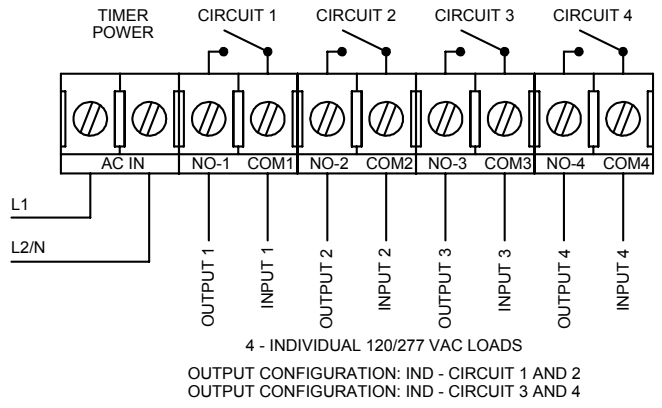 TIMER POWER
CIRCUIT 1
CIRCUIT 2
CIRCUIT 3
CIRCUIT 4
AC IN
NO-1
COM1
NO-2
COM2
NO-3
COM3
NO-4
COM4
L1
L2/N
OUTPUT 1
INPUT 1
OUTPUT 2
INPUT 2
OUTPUT 3
INPUT 3
OUTPUT 4
INPUT 4
4 - INDIVIDUAL 120/277 VAC LOADS
OUTPUT CONFIGURATION: IND - CIRCUIT 1 AND 2
OUTPUT CONFIGURATION: IND - CIRCUIT 3 AND 4